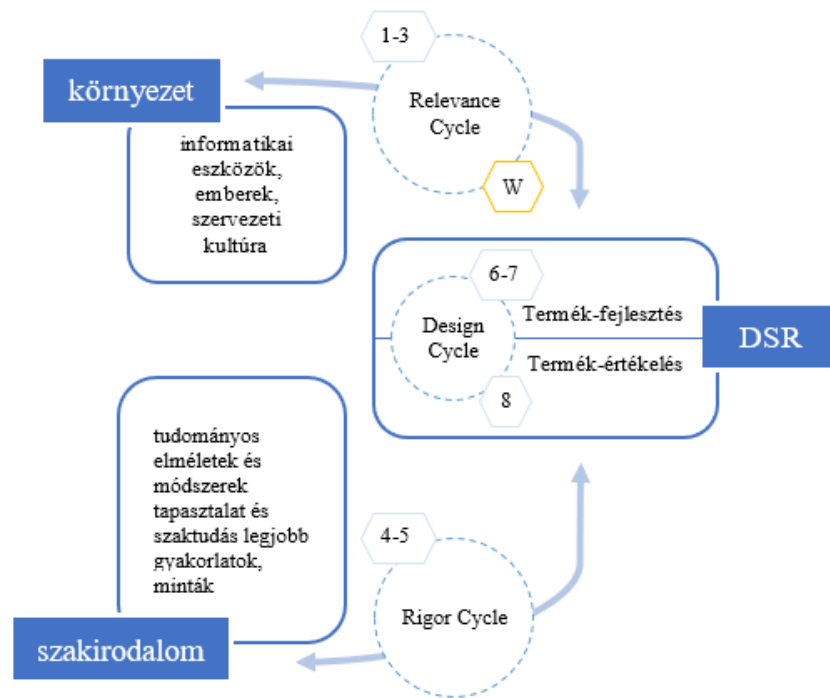 1-3
környezet
Relevance
Cycle
informatikai
eszközök,
emberek,
szervezeti
kultúra
W
6-7
Design
Cycle
Termék-fejlesztés
DSR
Termék-értékelés
8
tudományos
elméletek és
módszerek
tapasztalat és
szaktudás legjobb
gyakorlatok,
minták
4-5
Rigor Cycle
szakirodalom